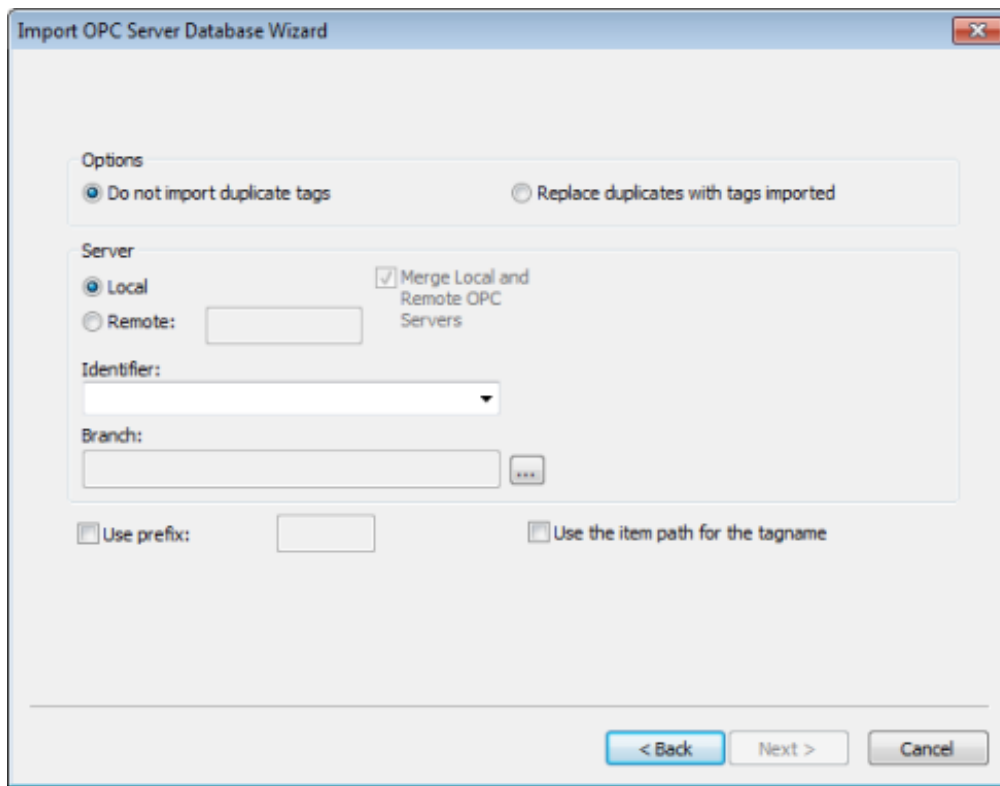 Import OPC Server Database Wizard
Options
Do not import duplicate tags
Replace duplicates with tags imported
Server
Local
Merge Local and
Remote OPC
Servers
Remote:
Identifier:
Branch:
...
Use prefix:
Use the item path for the tagname
< Back
Next >
Cancel